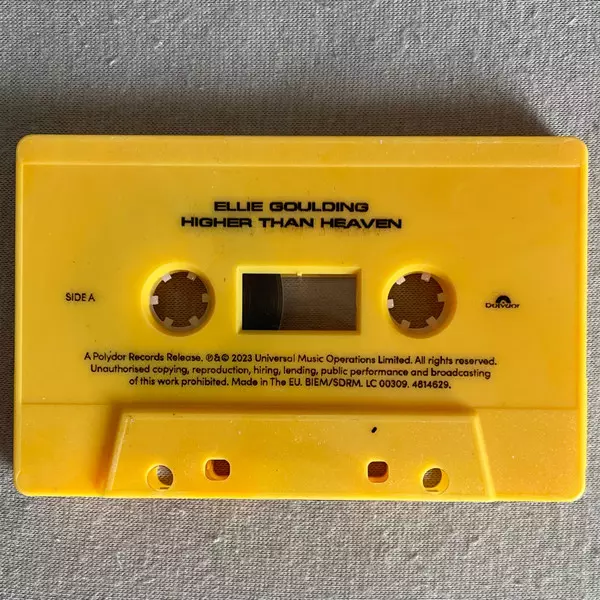 ELLIE GOULDING
HIGHER THAN HEAVEN
SIDE A
Polydor
A Polydor Records Release. ℗&© 2023 Universal Music Operations Limited. All rights reserved.
Unauthorised copying, reproduction, hiring, lending, public performance and broadcasting
of this work prohibited. Made in The EU. BIEM/SDRM. LC 00309. 4814629.